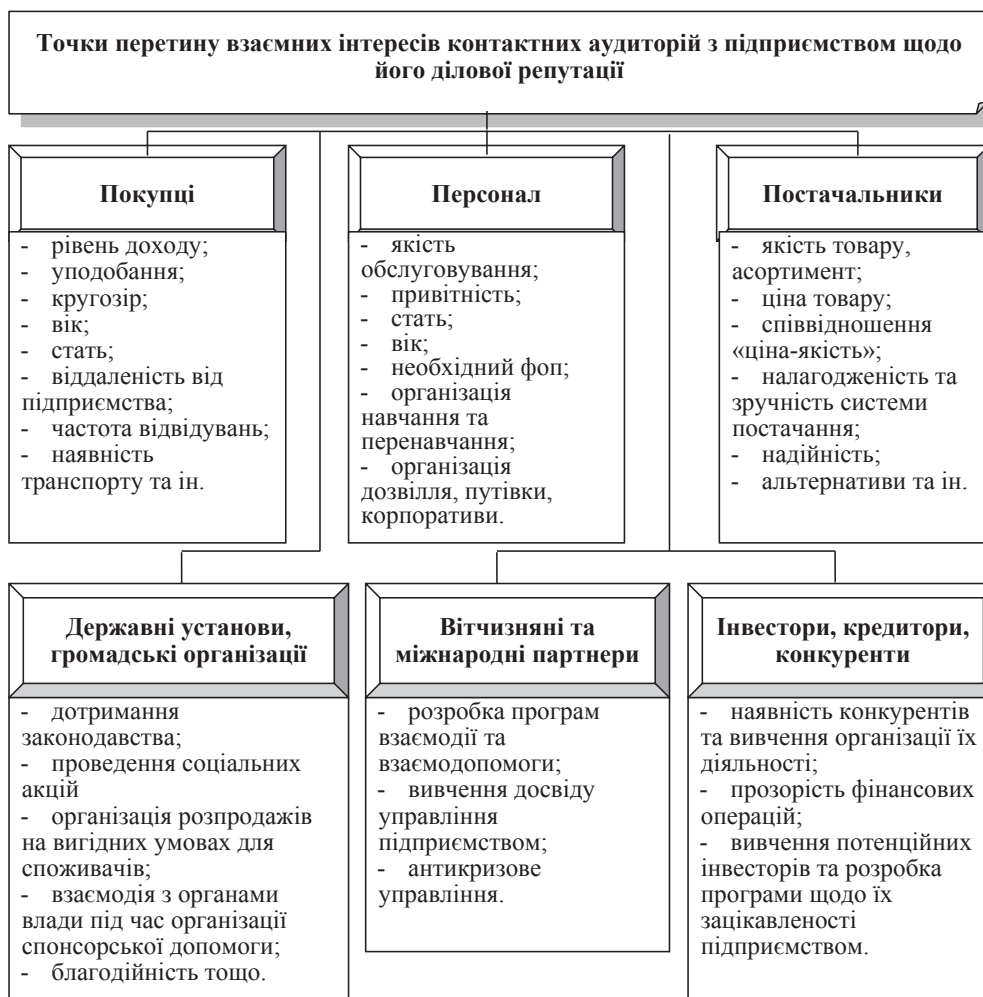 Точки перетину взаємних інтересів контактних аудиторій з підприємством щодо
його ділової репутації
Покупці
- рівень доходу;
- уподобання;
- кругозір;
- вік;
- стать;
- віддаленість від
підприємства;
- частота відвідувань;
- наявність
транспорту та ін.
Персонал
- якість
обслуговування;
- привітність;
- стать;
- вік;
- необхідний фоп;
- організація
навчання та
перенавчання;
- організація
дозвілля, путівки,
корпоративи.
Постачальники
- якість товару,
асортимент;
- ціна товару;
- співвідношення
«ціна-якість»;
- налагодженість та
зручність системи
постачання;
- надійність;
- альтернативи та ін.
Державні установи,
громадські організації
- дотримання
законодавства;
- проведення соціальних
акцій
- організація розпродажів
на вигідних умовах для
споживачів;
- взаємодія з органами
влади під час організації
спонсорської допомоги;
- благодійність тощо.
Вітчизняні та
міжнародні партнери
- розробка програм
взаємодії та
взаємодопомоги;
- вивчення досвіду
управління
підприємством;
- антикризове
управління.
Інвестори, кредитори,
конкуренти
- наявність конкурентів
та вивчення організації їх
діяльності;
- прозорість фінансових
операцій;
- вивчення потенційних
інвесторів та розробка
програми щодо їх
зацікавленості
підприємством.